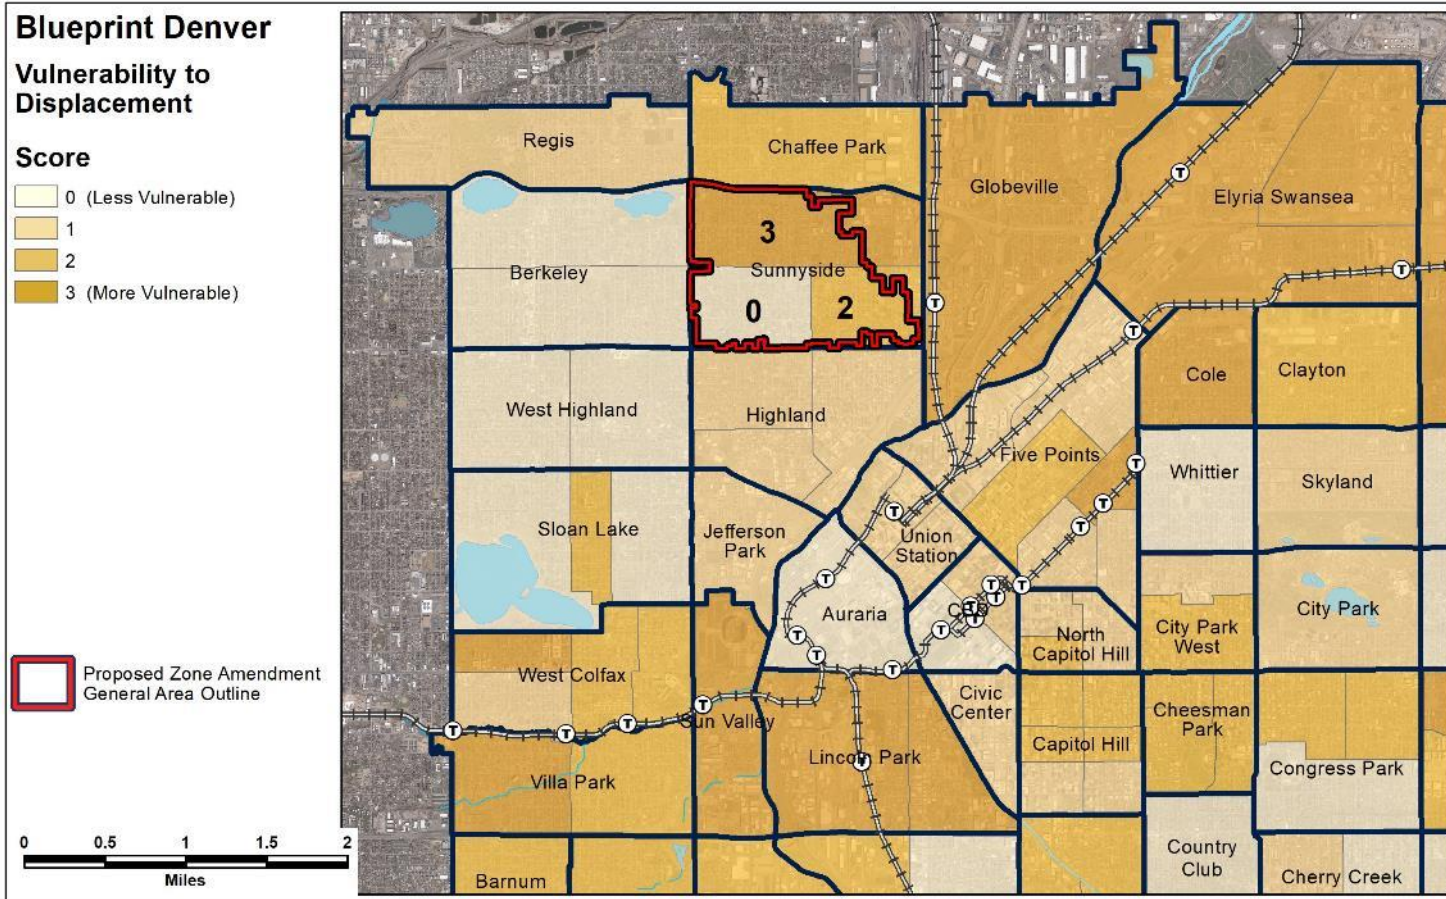 Blueprint Denver
Vulnerability to
Displacement
Score
0 (Less Vulnerable)
1
2
3 (More Vulnerable)
Proposed Zone Amendment
General Area Outline
0 0.5 1 1.5 2
Miles
Regis
Chaffee Park
Globeville
Elyria Swansea
3
Sunnyside
Berkeley
0
2
T
T
T
T
Cole
Clayton
West Highland
Highland
Five Points
Whittier
Skyland
T
T
T
T
Sloan Lake
Jefferson
Park
Union
Station
T
T
T
T
T
T
T
Auraria
CBD
City Park
North
Capitol Hill
City Park
West
T
T
T
West Colfax
Civic
Center
Cheesman
Park
T
T
T
T
Sun Valley
Lincoln Park
T
Capitol Hill
Villa Park
Congress Park
Country
Club
Barnum
Cherry Creek